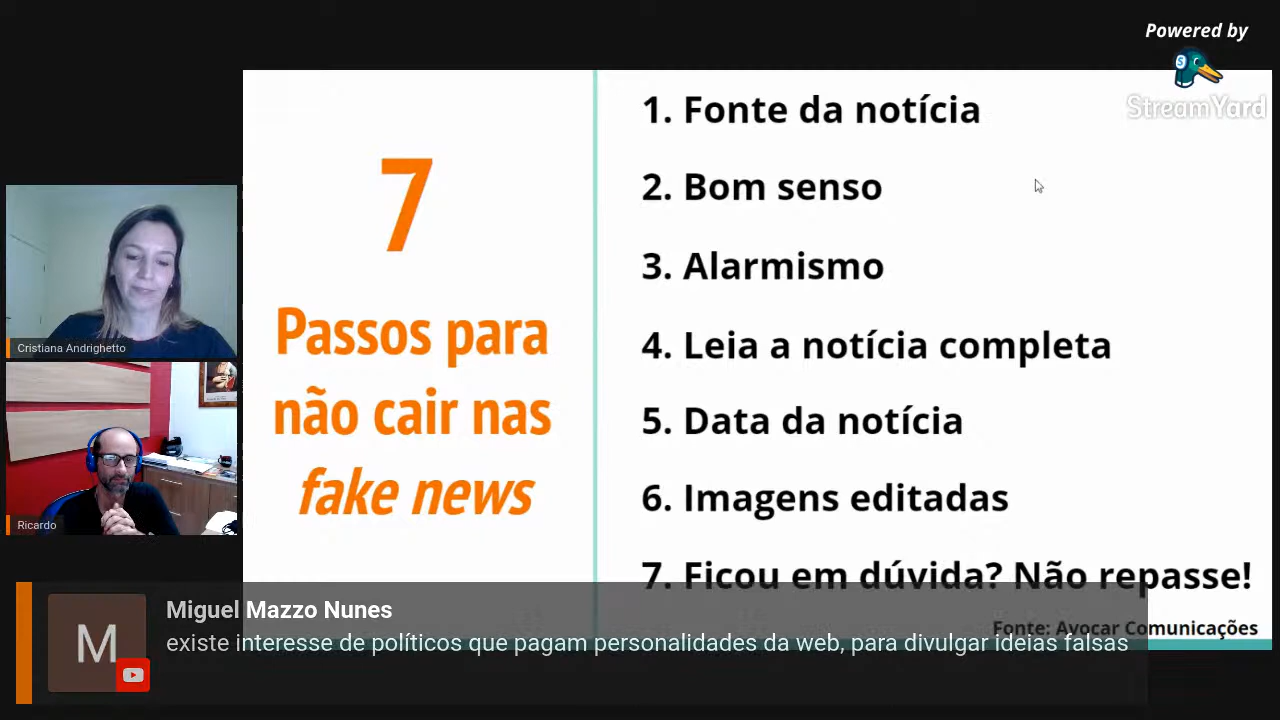 Powered by
StreamYard
7
Passos para
não cair nas
fake news
1. Fonte da notícia
2. Bom senso
3. Alarmismo
4. Leia a notícia completa
5. Data da notícia
6. Imagens editadas
7. Ficou em dúvida? Não repasse!
Fonte: Avocar Comunicações
Cristiana Andrighetto
Ricardo
M
Miguel Mazzo Nunes
existe interesse de políticos que pagam personalidades da web, para divulgar ideias falsas